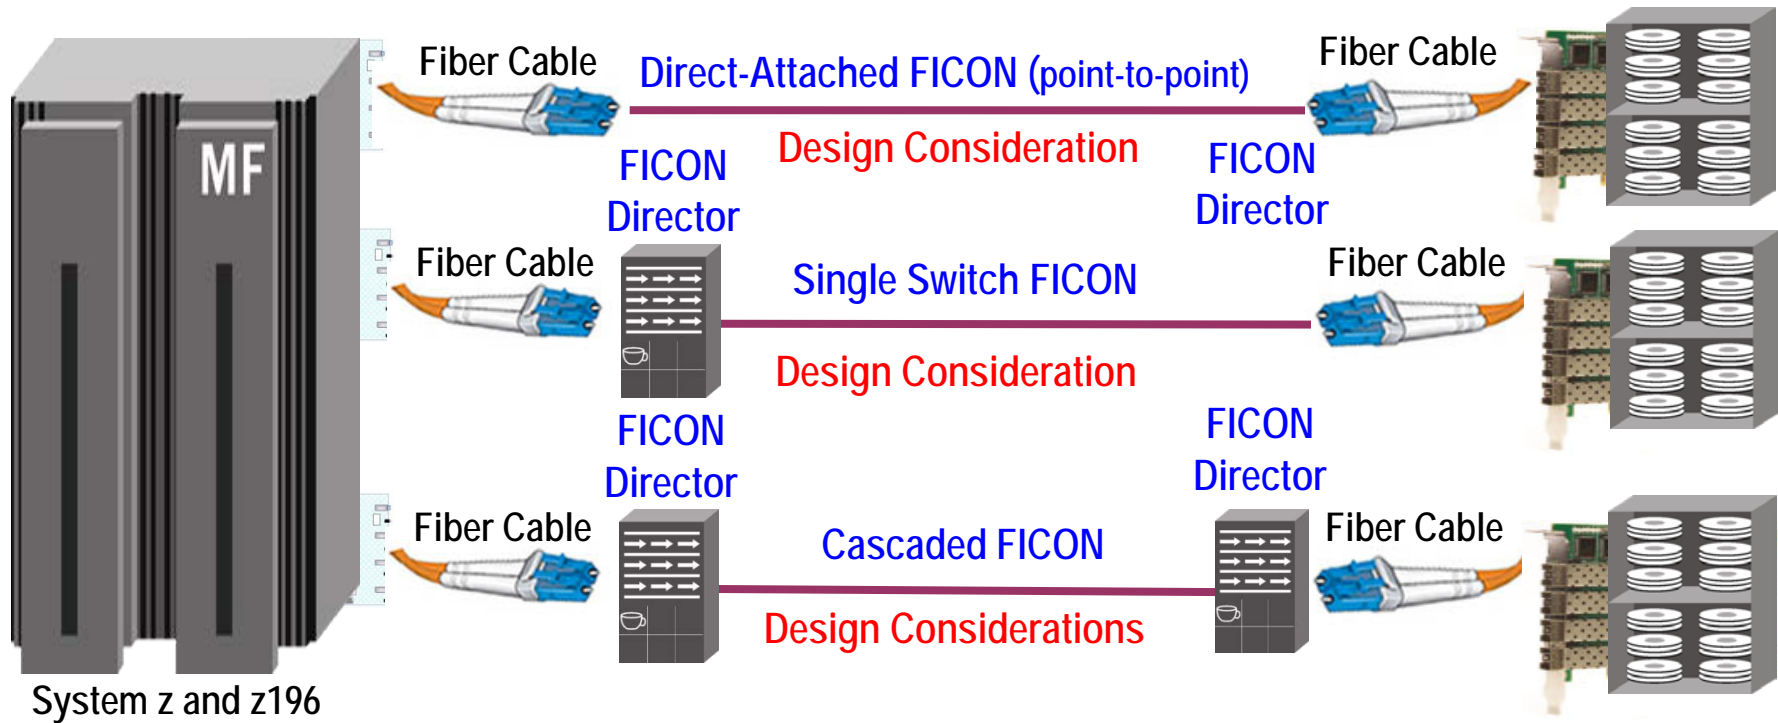 Fiber Cable
Direct-Attached FICON (point-to-point)
Fiber Cable
Design Consideration
MF
FICON
Director
FICON
Director
Fiber Cable
Single Switch FICON
Fiber Cable
Design Consideration
FICON
Director
FICON
Director
Fiber Cable
Cascaded FICON
Fiber Cable
Design Considerations
System z and z196